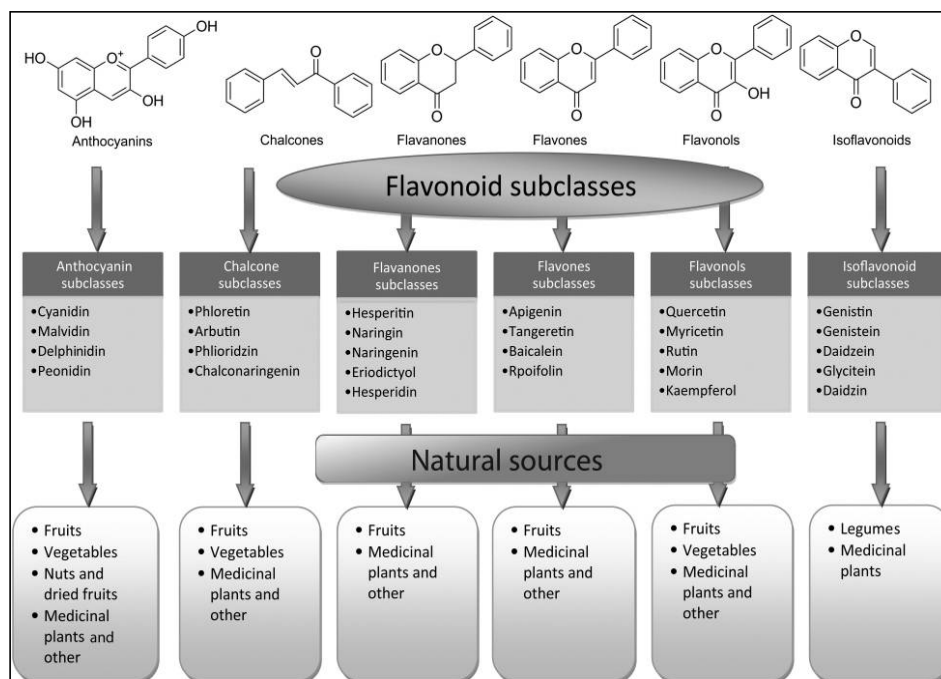 OH
HO
O+
OH
OH
Anthocyanins
O
Chalcones
O
O
Flavanones
O
O
Flavones
O
OH
O
Flavonols
O
O
Isoflavonoids
Flavonoid subclasses
Anthocyanin
subclasses
•Cyanidin
•Malvidin
•Delphinidin
•Peonidin
Chalcone
subclasses
•Phloretin
•Arbutin
•Phlioridzin
•Chalconaringenin
Flavanones
subclasses
•Hesperitin
•Naringin
•Naringenin
•Eriodictyol
•Hesperidin
Flavones
subclasses
•Apigenin
•Tangeretin
•Baicalein
•Rpoifolin
Flavonols
subclasses
•Quercetin
•Myricetin
•Rutin
•Morin
•Kaempferol
Isoflavonoid
subclasses
•Genistin
•Genistein
•Daidzein
•Glycitein
•Daidzin
Natural sources
• Fruits
• Vegetables
• Nuts and
dried fruits
• Medicinal
plants and
other
• Fruits
• Vegetables
• Medicinal
plants and
other
• Fruits
• Medicinal
plants and
other
• Fruits
• Medicinal
plants and
other
• Fruits
• Vegetables
• Medicinal
plants and
other
• Legumes
• Medicinal
plants